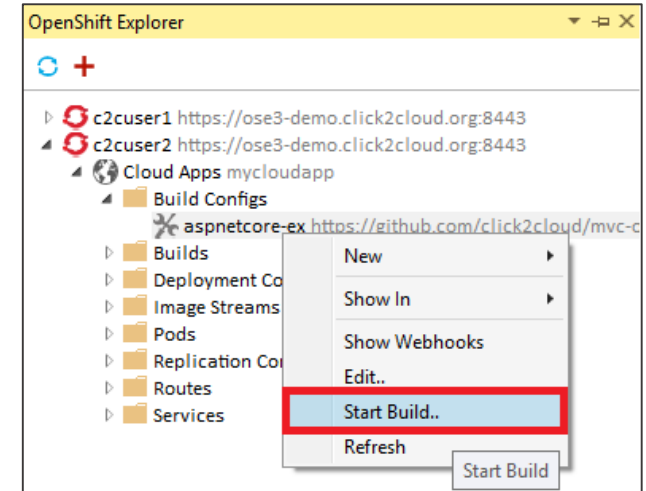 OpenShift Explorer
c2cuser1 https://ose3-demo.click2cloud.org:8443
c2cuser2 https://ose3-demo.click2cloud.org:8443
Cloud Apps mycloudapp
Build Configs
aspnetcore-ex https://github.com/click2cloud/mvc-c
Builds
Deployment Co
Image Streams
Pods
Replication Co
Routes
Services
New
Show In
Show Webhooks
Edit..
Start Build..
Refresh
Start Build